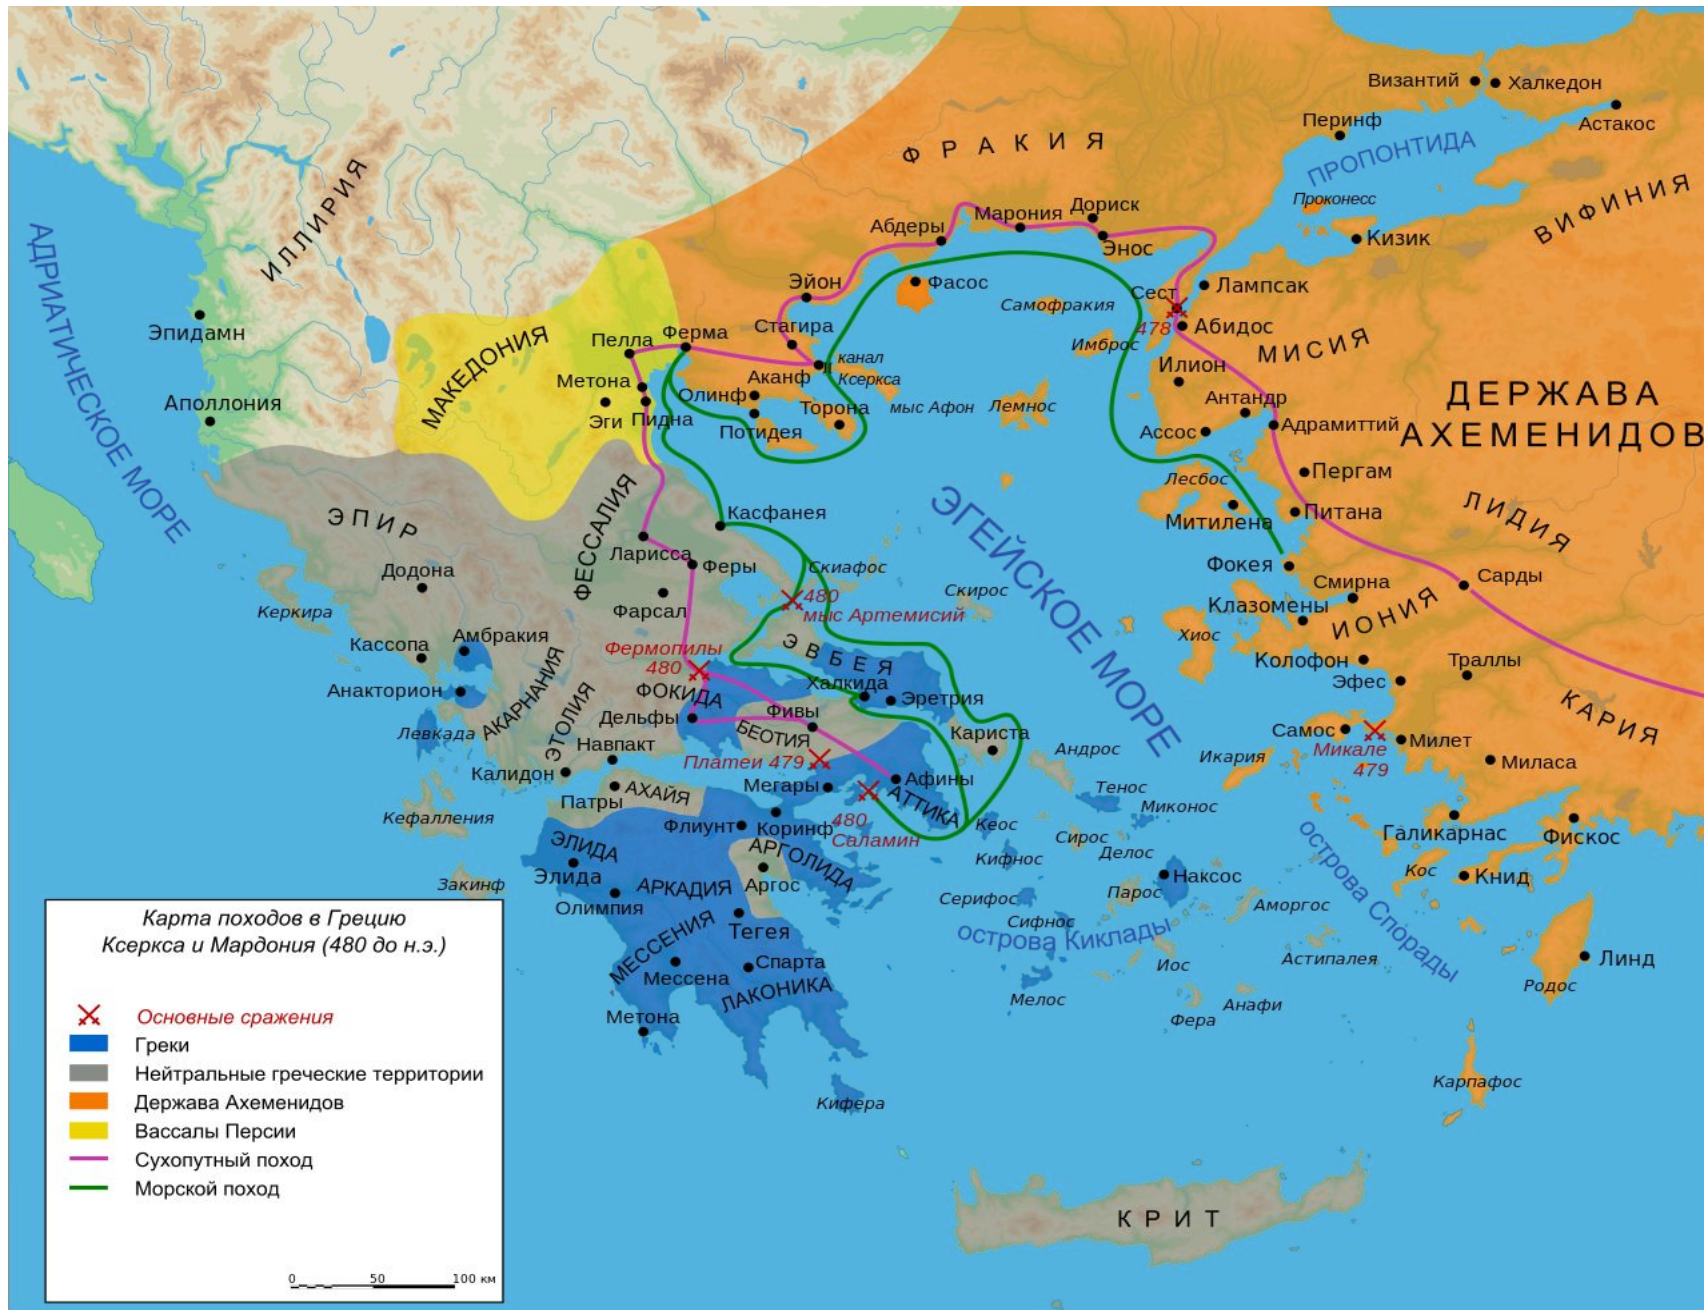 Византий
Халкедон
Астакос
Перинф
ПРОПОНТИДА
ФРАКИЯ
Проконесс
ВИФИНИЯ
Кизик
ИЛЛИРИЯ
АДРИАТИЧЕСКОЕ МОРЕ
Дориск
Марония
Абдеры
Энос
Эйон
Фасос
Самофракия
Сест
478
Лампсак
Абидос
Эпидамн
Стагира
Пелла
Ферма
Имброс
МИСИЯ
МАКЕДОНИЯ
канал
Ксеркса
Илион
Метона
Аканф
Олинф
Эги
Пидна
Торона
мыс Афон
Лемнос
Антандр
ДЕРЖАВА
АХЕМЕНИДОВ
Аполлония
Потидея
Ассос
Адрамиттий
Пергам
Лесбос
Митилена
Питана
ЛИДИЯ
ЭГЕЙСКОЕ МОРЕ
ЭПИР
ФЕССАЛИЯ
Касфанея
Ларисса
Феры
Скиафос
Фокея
Додона
Фарсал
Скирос
Смирна
Сарды
Клазомены
ИОНИЯ
480
мыс Артемисий
Керкира
Кассопа
Амбракия
Фермопилы
480
ЭВБЕЯ
Хиос
Колофон
Траллы
Эфес
Анакторион
АКАРНАНИЯ
ЭТОЛИЯ
ФОКИДА
Халкида
Эретрия
КАРИЯ
Левкада
Дельфы
Фивы
БЕОТИЯ
Кариста
Андрос
Самос
Микале
479
Милет
Икария
Навпакт
Платеи 479
Калидон
Миласа
Патры
АХАЙЯ
Мегары
Афины
АТТИКА
Тенос
Миконос
Кефалления
Флиунт
Коринф
480
Саламин
Кеос
Сирос
Делос
Галикарнас
Фискос
острова Спорады
ЭЛИДА
Элида
АРГОЛИДА
Кифнос
Наксос
Кос
Книд
Закинф
АРКАДИЯ
Аргос
Серифос
Парос
Аморгос
Олимпия
Сифнос
острова Киклады
МЕССЕНИЯ
Тегея
Астипалея
Линд
Мессена
Спарта
Иос
Родос
ЛАКОНИКА
Мелос
Анафи
Фера
Метона
Карпафос
Кифера
КРИТ
Карта походов в Грецию
Ксеркса и Мардония (480 до н.э.)
Основные сражения
Греки
Нейтральные греческие территории
Держава Ахеменидов
Вассалы Персии
Сухопутный поход
Морской поход
0 50 100 км